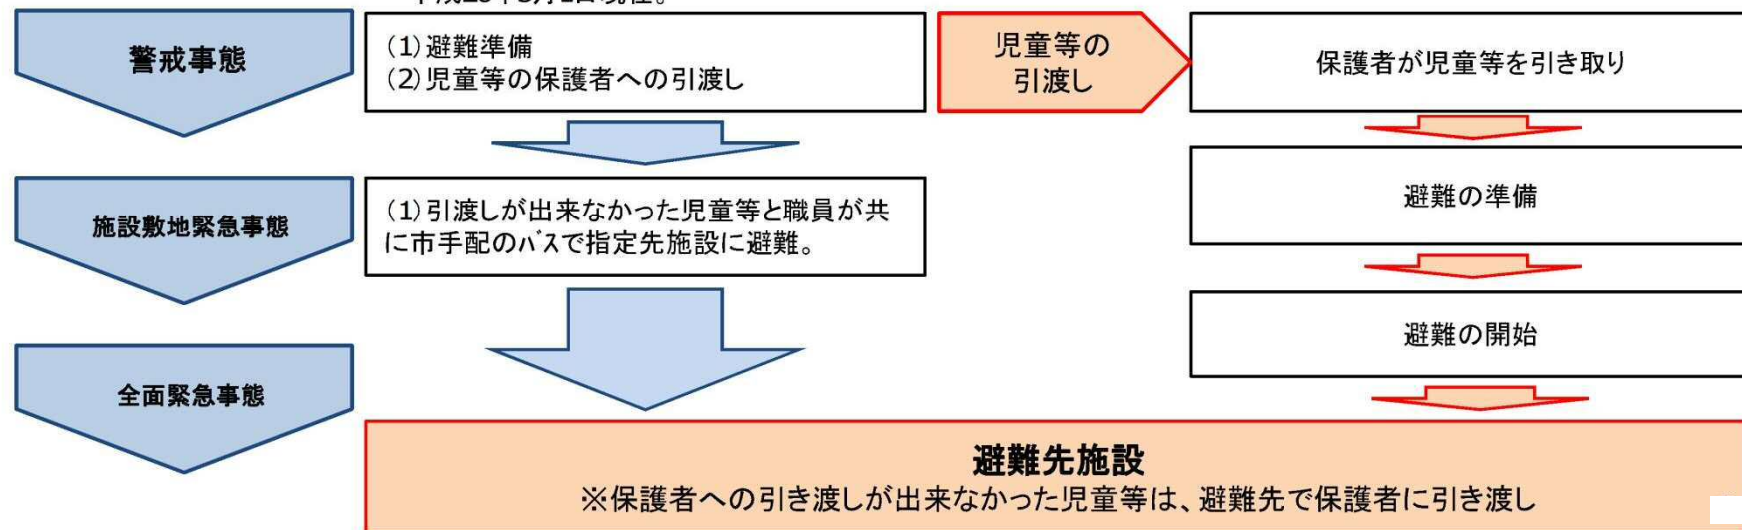 警戒事態
(1)避難準備
(2)児童等の保護者への引渡し
児童等の
引渡し
保護者が児童等を引き取り
施設敷地緊急事態
(1)引渡しが出来なかった児童等と職員が共
に市手配のバスで指定先施設に避難。
避難の準備
避難の開始
全面緊急事態
避難先施設
※保護者への引き渡しが出来なかった児童等は、避難先で保護者に引き渡し